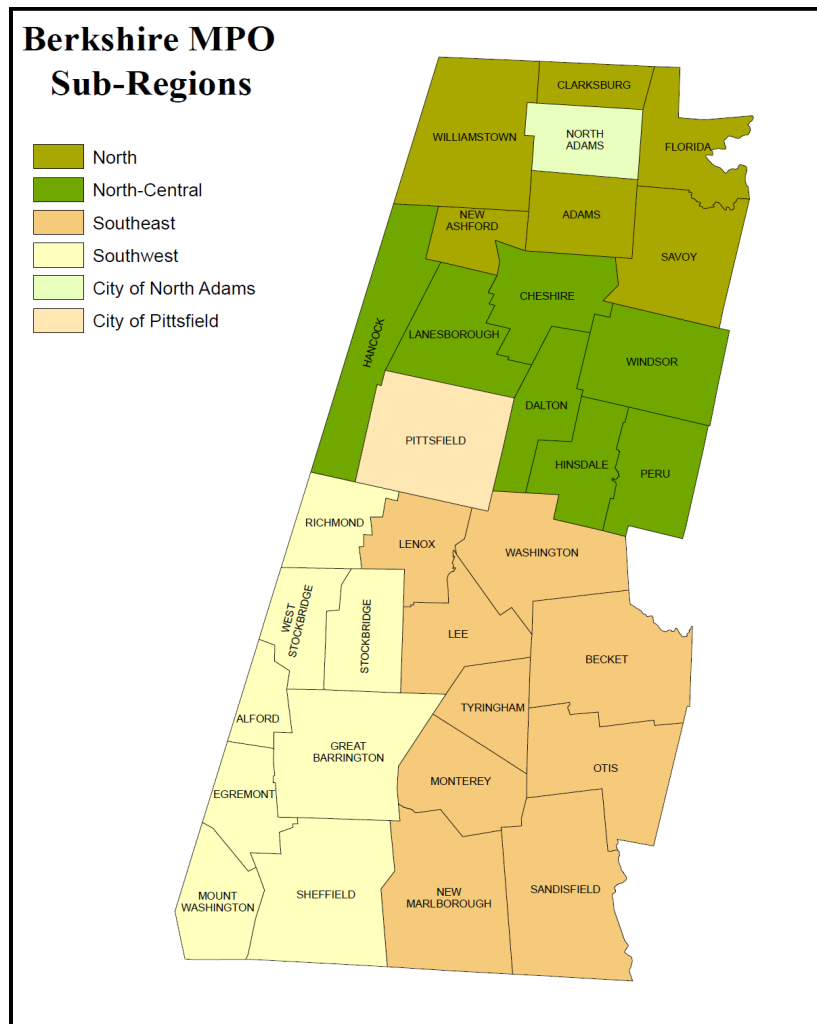 Berkshire MPO
Sub-Regions
North
North-Central
Southeast
Southwest
City of North Adams
City of Pittsfield
CLARKSBURG
WILLIAMSTOWN
NORTH
ADAMS
FLORIDA
NEW
ASHFORD
ADAMS
SAVOY
CHESHIRE
HANCOCK
LANESBOROUGH
WINDSOR
DALTON
PITTSFIELD
HINSDALE
PERU
RICHMOND
LENOX
WASHINGTON
WEST
STOCKBRIDGE
STOCKBRIDGE
LEE
BECKET
TYRINGHAM
ALFORD
GREAT
BARRINGTON
OTIS
MONTEREY
EGREMONT
MOUNT
WASHINGTON
SHEFFIELD
NEW
MARLBOROUGH
SANDISFIELD